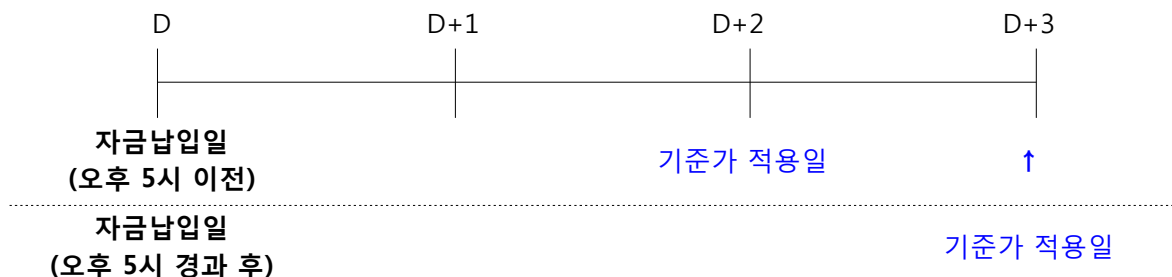 D D+1 D+2 D+3
자금납입일
(오후 5시 이전)
기준가 적용일 ↑
자금납입일
(오후 5시 경과 후)
기준가 적용일